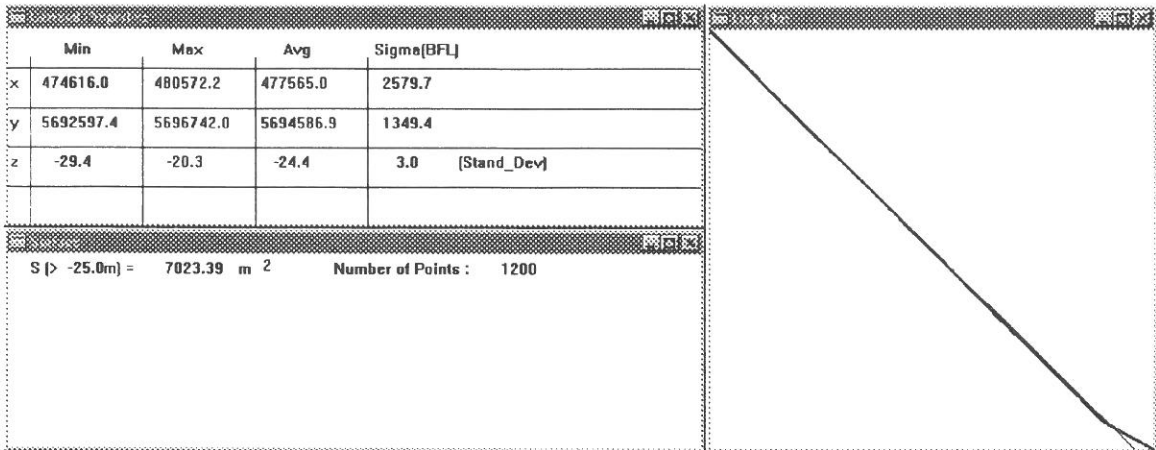 Min Max Avg Sigma(BFL)
x 474616.0 480572.2 477565.0 2579.7
y 5692597.4 5696742.0 5694586.9 1349.4
z -29.4 -20.3 -24.4 3.0 (Stand_Dev)
S (> -25.0m) = 7023.39 m 2 Number of Points : 1200